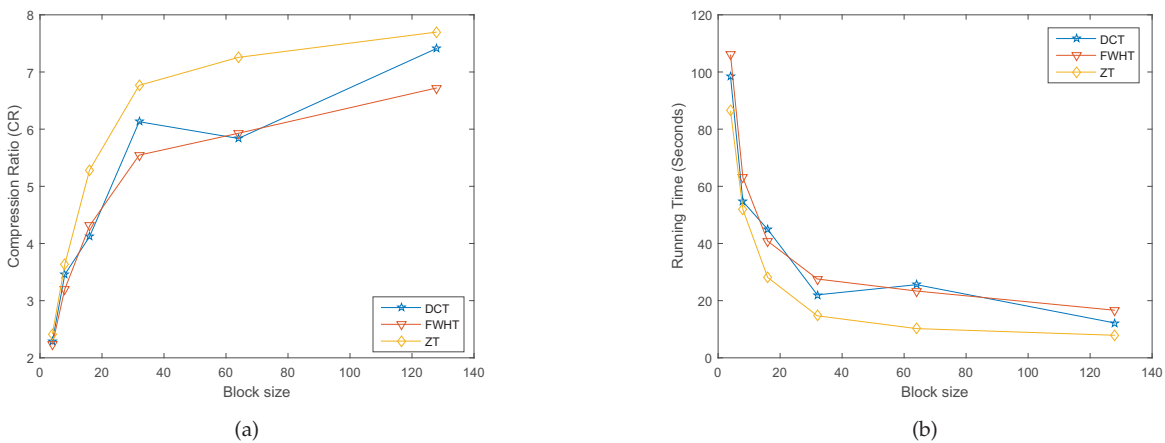 8
7
6
5
4
3
2
0 20 40 60 80 100 120 140
Compression Ratio (CR)
Block size
DCT
FWHT
ZT
(a)
120
100
80
60
40
20
0
0 20 40 60 80 100 120 140
Running Time (Seconds)
Block size
DCT
FWHT
ZT
(b)